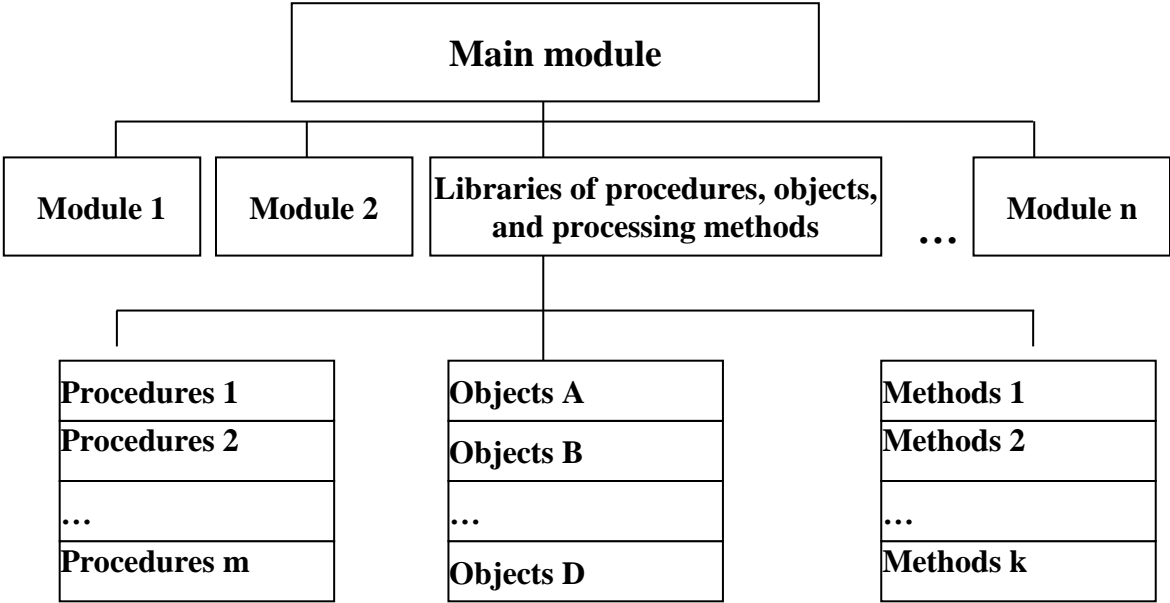 Main module
Module 1
Module 2
Libraries of procedures, objects,
and processing methods
…
Module n
Procedures 1
Procedures 2
…
Procedures m
Objects A
Objects B
…
Objects D
Methods 1
Methods 2
…
Methods k